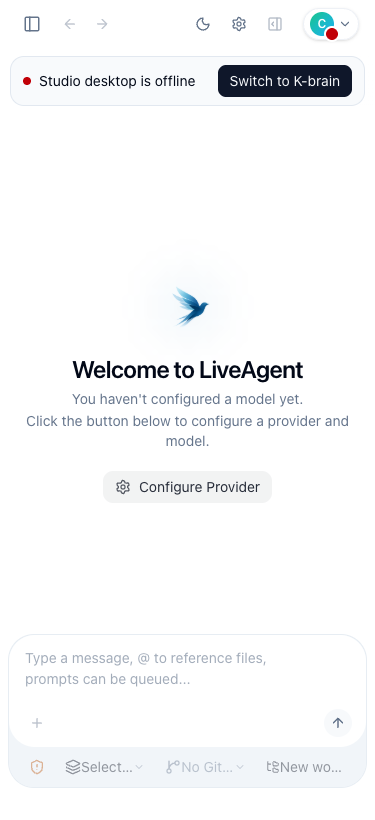 C
Studio desktop is offline
Switch to K-brain
Welcome to LiveAgent
You haven't configured a model yet.
Click the button below to configure a provider and
model.
Configure Provider
Type a message, @ to reference files,
prompts can be queued...
Select... No Git... New wo...